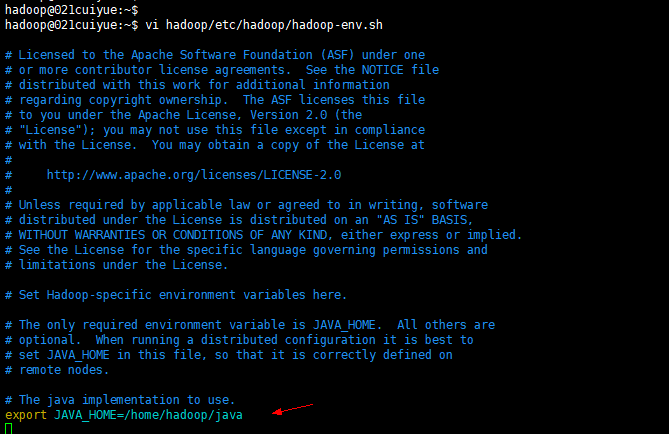 hadoop@021cuiyue:~$
hadoop@021cuiyue:~$ vi hadoop/etc/hadoop/hadoop-env.sh
# Licensed to the Apache Software Foundation (ASF) under one
# or more contributor license agreements.  See the NOTICE file
# distributed with this work for additional information
# regarding copyright ownership.  The ASF licenses this file
# to you under the Apache License, Version 2.0 (the
# "License"); you may not use this file except in compliance
# with the License.  You may obtain a copy of the License at
#
#     http://www.apache.org/licenses/LICENSE-2.0
#
# Unless required by applicable law or agreed to in writing, software
# distributed under the License is distributed on an "AS IS" BASIS,
# WITHOUT WARRANTIES OR CONDITIONS OF ANY KIND, either express or implied.
# See the License for the specific language governing permissions and
# limitations under the License.
# Set Hadoop-specific environment variables here.
# The only required environment variable is JAVA_HOME.  All others are
# optional.  When running a distributed configuration it is best to
# set JAVA_HOME in this file, so that it is correctly defined on
# remote nodes.
# The java implementation to use.
export JAVA_HOME=/home/hadoop/java